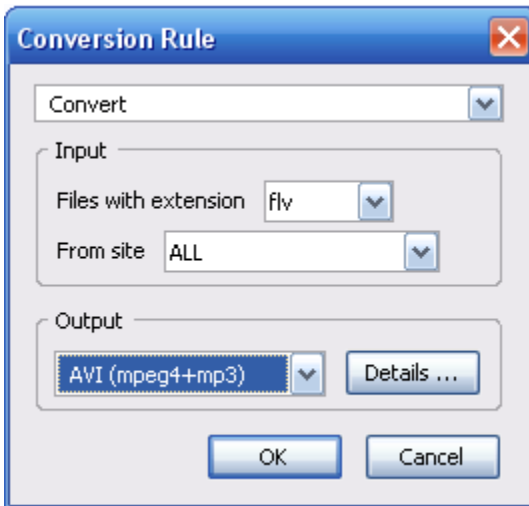 Conversion Rule
Convert
Input
Files with extension flv
From site ALL
Output
AVI (mpeg4+mp3) Details ...
OK Cancel